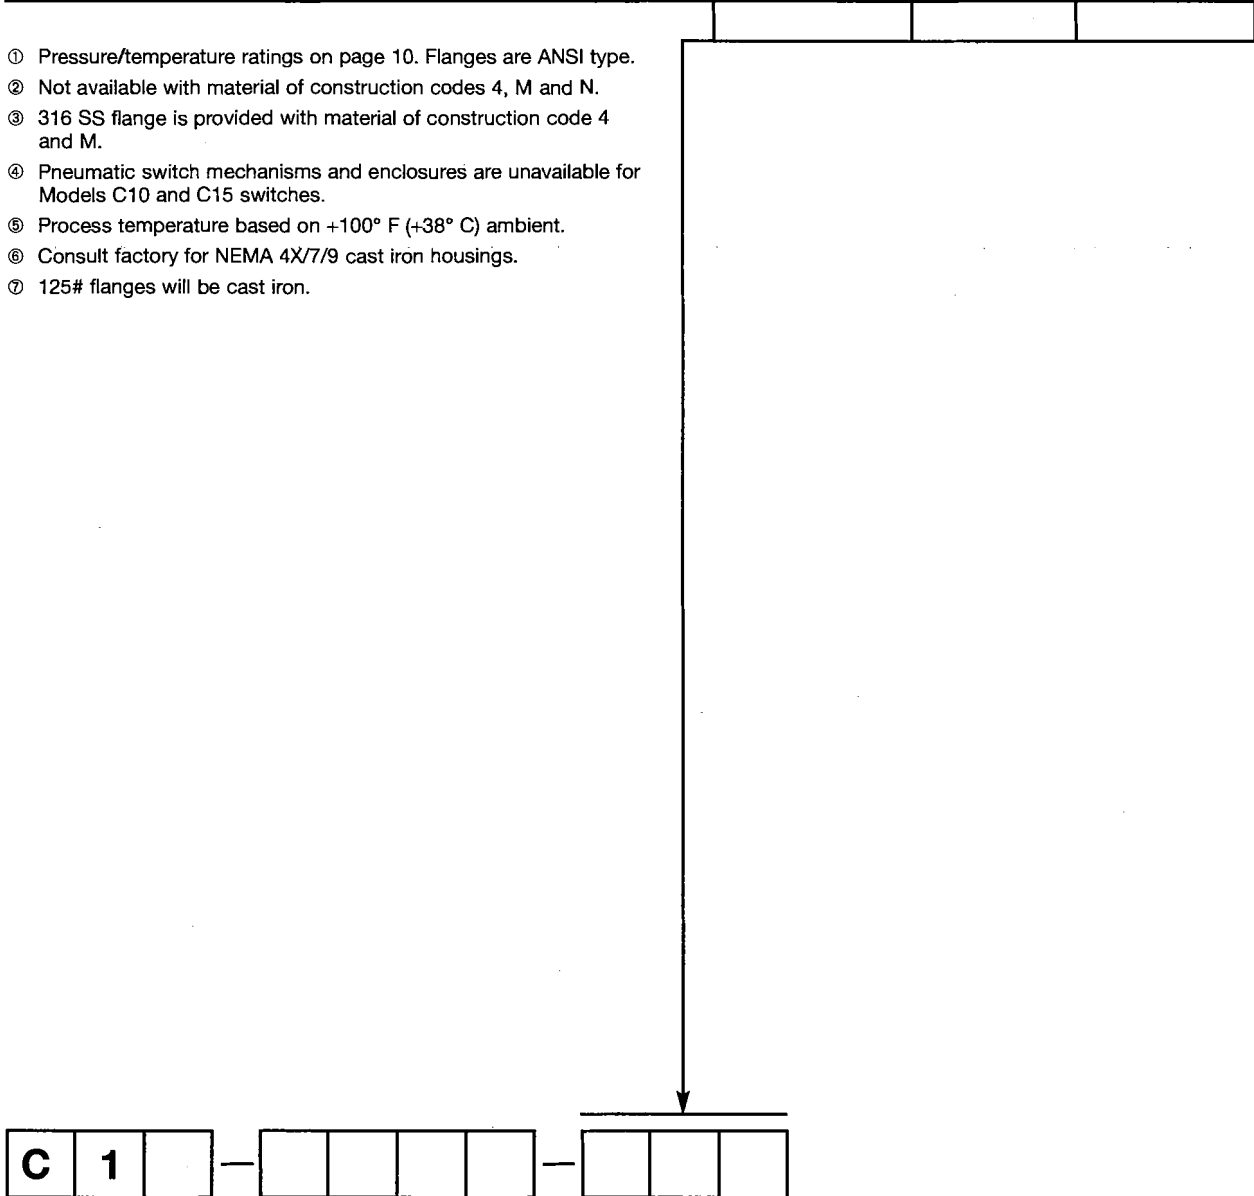 ① Pressure/temperature ratings on page 10. Flanges are ANSI type.
② Not available with material of construction codes 4, M and N.
③ 316 SS flange is provided with material of construction code 4
and M.
④ Pneumatic switch mechanisms and enclosures are unavailable for
Models C10 and C15 switches.
⑤ Process temperature based on +100° F (+38° C) ambient.
⑥ Consult factory for NEMA 4X/7/9 cast iron housings.
⑦ 125# flanges will be cast iron.
C 1 — —